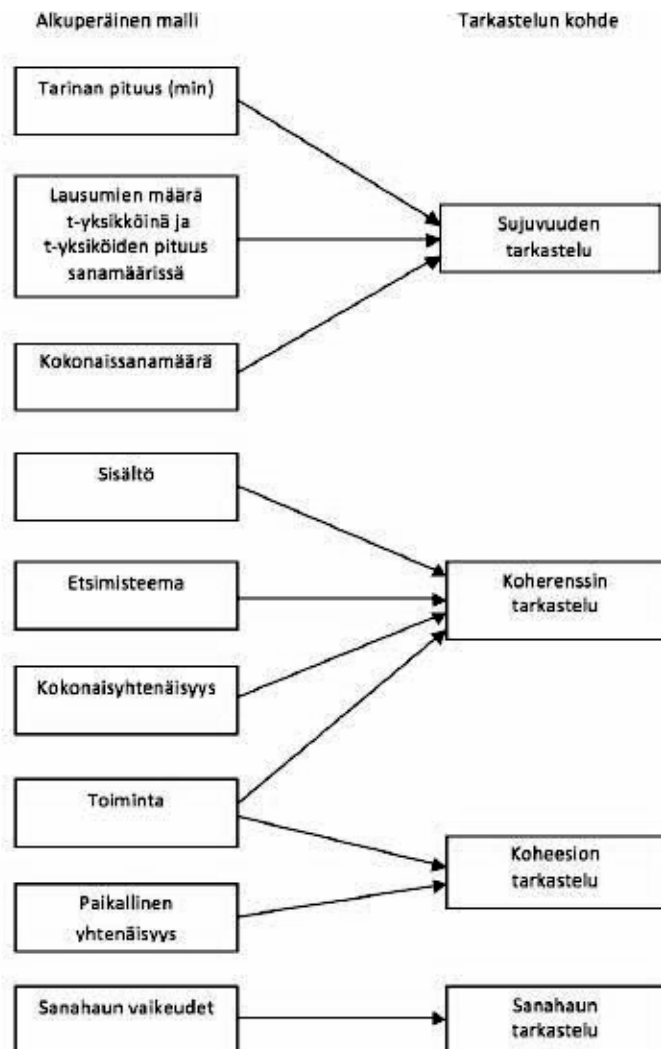 Alkuperäinen malli
Tarkastelun kohde
Tarinan pituus (min)
Lausumien määrä
t-yksikköinä ja
t-yksiköiden pituus
sanamäärissä
Sujuvuuden
tarkastelu
Kokonaissanamäärä
Sisältö
Etsimisteema
Koherenssin
tarkastelu
Kokonaisyhtenäisyys
Toiminta
Koheesion
tarkastelu
Paikallinen
yhtenäisyys
Sanahaun vaikeudet
Sanahaun
tarkastelu